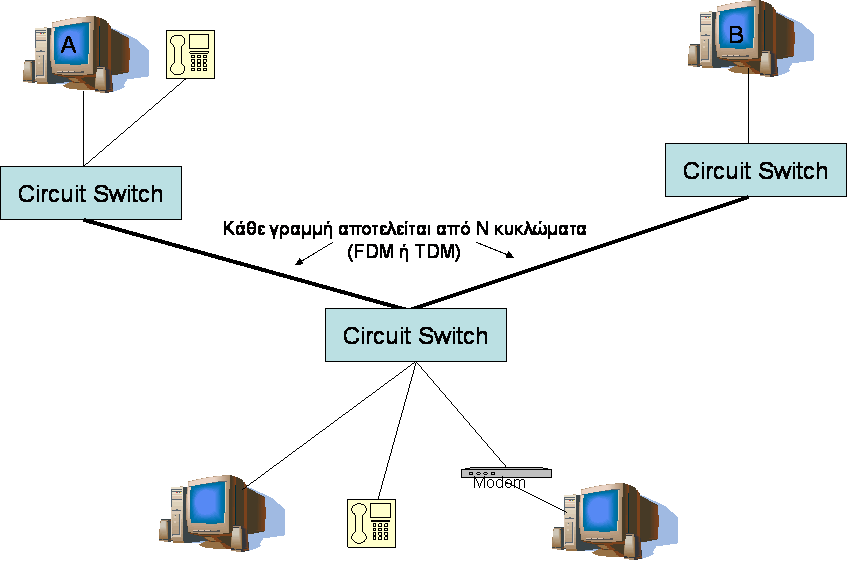 A
B
Circuit Switch
Circuit Switch
Κάθε γραμμή αποτελείται από Ν κυκλώματα
(FDM ή TDM)
Circuit Switch
Modem